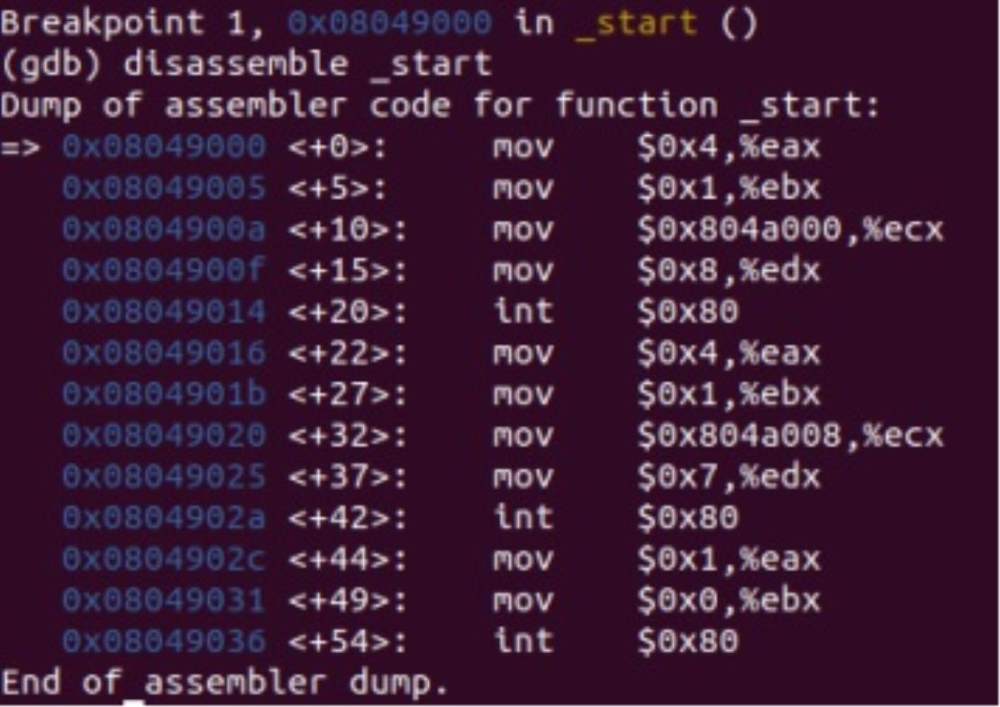 Breakpoint 1, 0x08049000 in _start ()
(gdb) disassemble _start
Dump of assembler code for function _start:
=> 0x08049000 <+0>:     mov    $0x4,%eax
   0x08049005 <+5>:     mov    $0x1,%ebx
   0x0804900a <+10>:    mov    $0x804a000,%ecx
   0x0804900f <+15>:    mov    $0x8,%edx
   0x08049014 <+20>:    int    $0x80
   0x08049016 <+22>:    mov    $0x4,%eax
   0x0804901b <+27>:    mov    $0x1,%ebx
   0x08049020 <+32>:    mov    $0x804a008,%ecx
   0x08049025 <+37>:    mov    $0x7,%edx
   0x0804902a <+42>:    int    $0x80
   0x0804902c <+44>:    mov    $0x1,%eax
   0x08049031 <+49>:    mov    $0x0,%ebx
   0x08049036 <+54>:    int    $0x80
End of assembler dump.